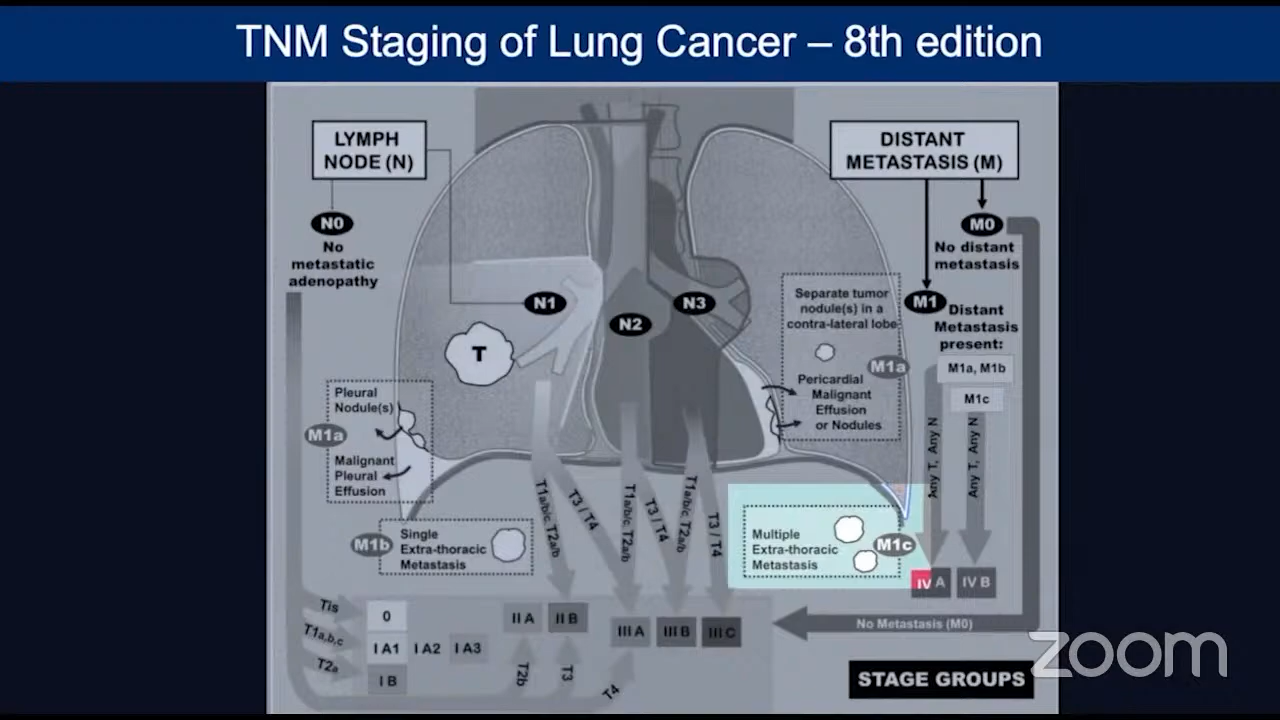 TNM Staging of Lung Cancer – 8th edition
LYMPH
NODE (N)
N0
No
metastatic
adenopathy
N1
N2
N3
T
DISTANT
METASTASIS (M)
M0
No distant
metastasis
M1
Distant
Metastasis
present:
M1a, M1b
M1c
Any T, Any N
Any T, Any N
Separate tumor
nodule(s) in a
contra-lateral lobe
M1a
Pericardial
Malignant
Effusion
or Nodules
Pleural
Nodule(s)
M1a
Malignant
Pleural
Effusion
M1b
Single
Extra-thoracic
Metastasis
Multiple
Extra-thoracic
Metastasis
M1c
T1a/b/c, T2a/b
T3 / T4
T1a/b/c, T2a/b
T3 / T4
T1a/b/c, T2a/b
T3 / T4
IV A
IV B
Tis
0
T1a,b,c
I A1
I A2
I A3
T2a
I B
II A
II B
III A
III B
III C
T2b
T3
T4
No Metastasis (M0)
STAGE GROUPS
zoom